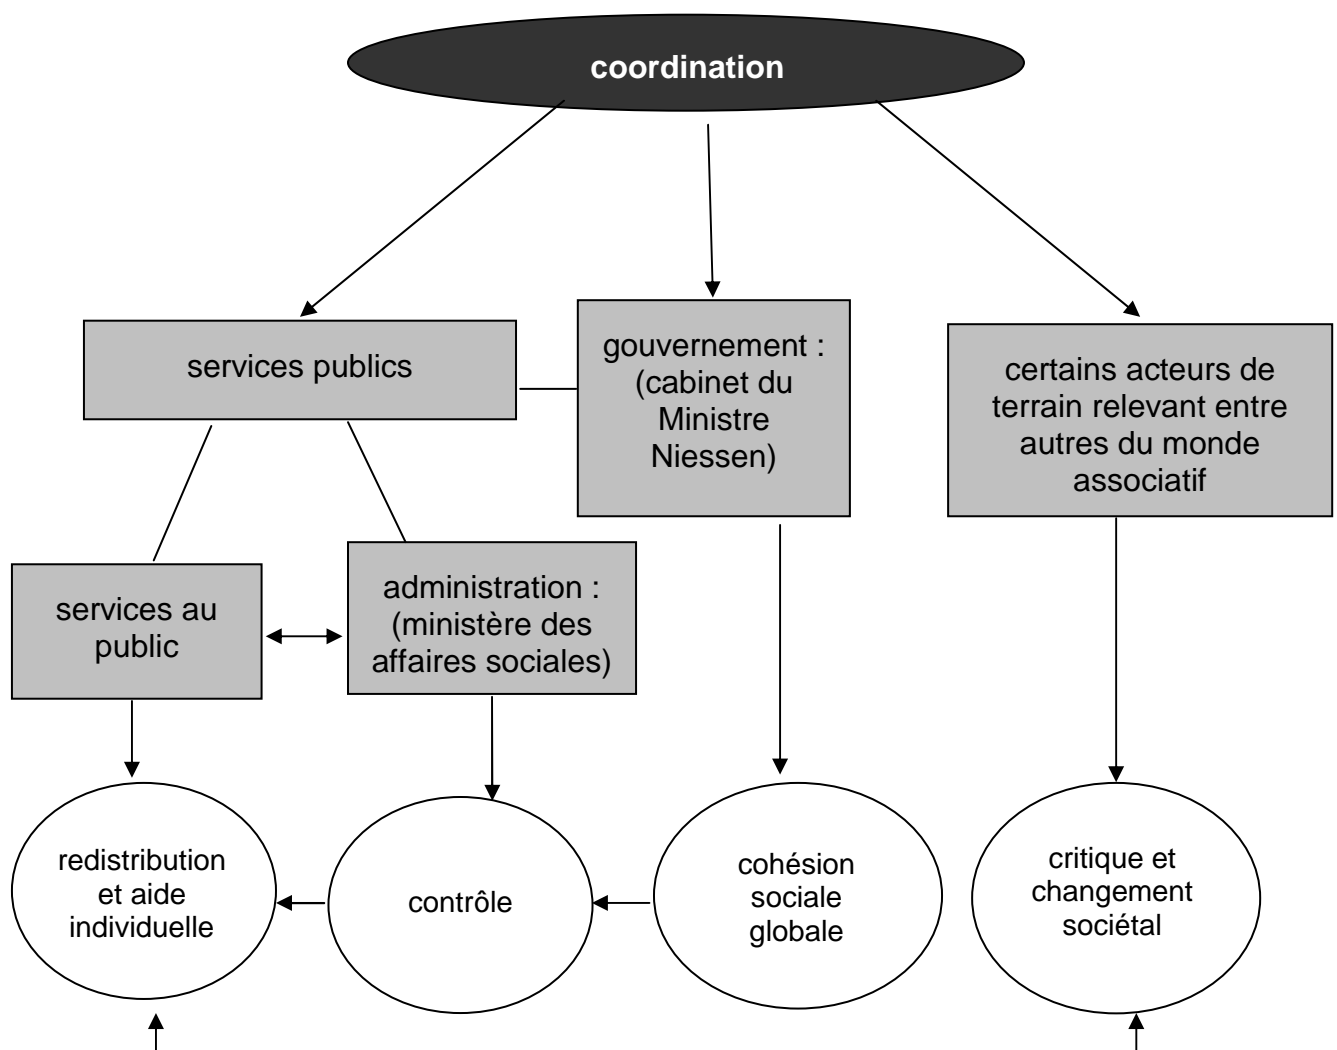 coordination
services publics
gouvernement :
(cabinet du
Ministre
Niessen)
certains acteurs de
terrain relevant entre
autres du monde
associatif
services au
public
administration :
(ministère des
affaires sociales)
redistribution
et aide
individuelle
contrôle
cohésion
sociale
globale
critique et
changement
sociétal